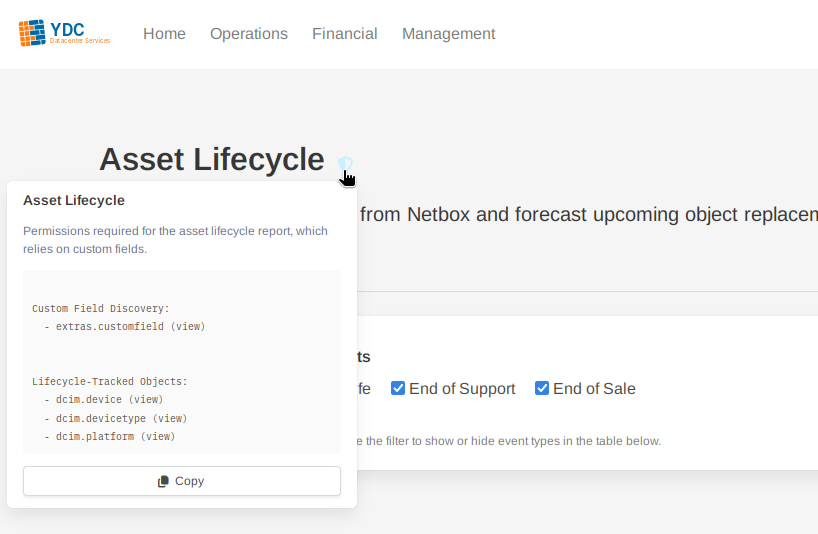 YDC
Datacenter Services
Home Operations Financial Management
Asset Lifecycle
from Netbox and forecast upcoming object replacem
Asset Lifecycle
Permissions required for the asset lifecycle report, which
relies on custom fields.
Custom Field Discovery:
- extras.customfield (view)
Lifecycle-Tracked Objects:
- dcim.device (view)
- dcim.devicetype (view)
- dcim.platform (view)
Copy
ts
fe End of Support End of Sale
e the filter to show or hide event types in the table below.